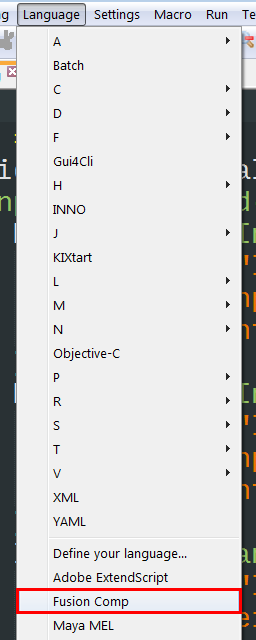 Language Settings Macro Run Te
A
Batch
C
D
F
Gui4Cli
H
INNO
J
KIXtart
L
M
N
Objective-C
P
R
S
T
V
XML
YAML
Define your language...
Adobe ExtendScript
Fusion Comp
Maya MEL